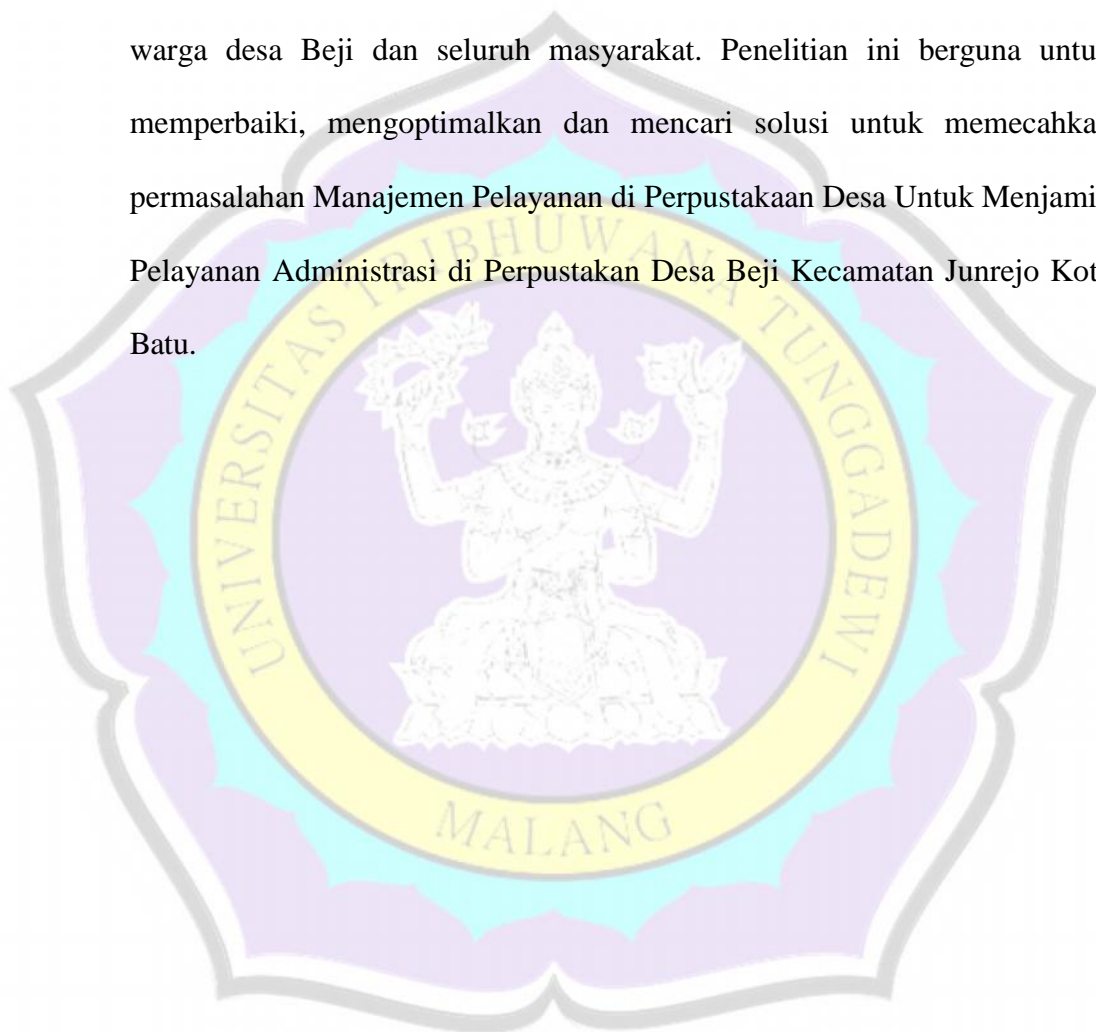 warga desa Beji dan seluruh masyarakat. Penelitian ini berguna untu
memperbaiki, mengoptimalkan dan mencari solusi untuk memecahka
permasalahan Manajemen Pelayanan di Perpustakaan Desa Untuk Menjami
Pelayanan Administrasi di Perpustakan Desa Beji Kecamatan Junrejo Kot
Batu.
UNIVERSITAS TRIBHUWANA TUNGGADEWI
MALANG